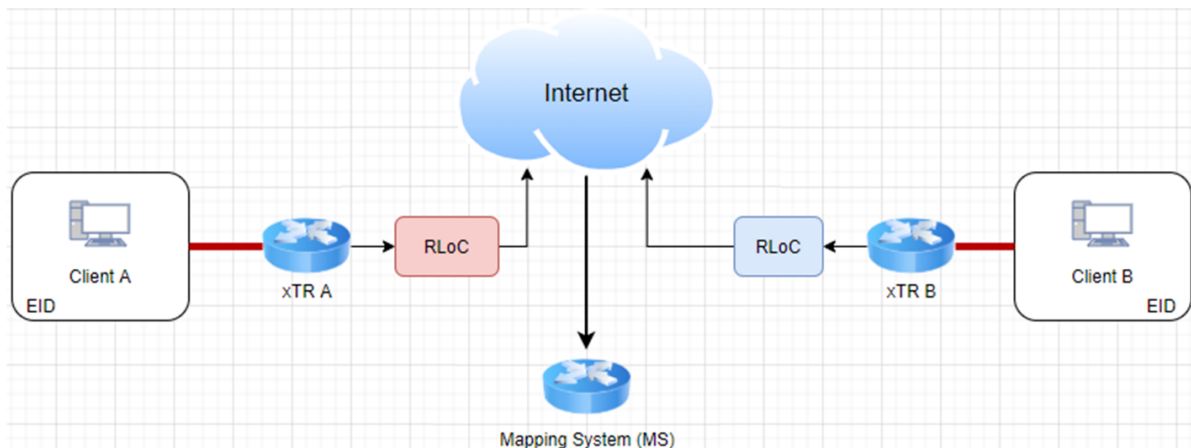 Internet
RLoC
RLoC
Client A
Client B
xTR A
xTR B
EID
EID
Mapping System (MS)